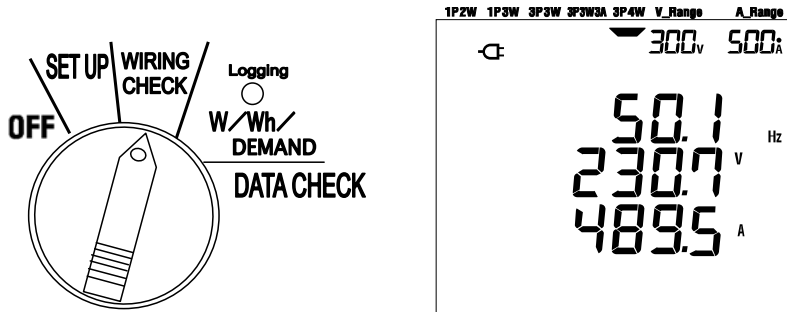 1P2W 1P3W 3P3W 3P3W3A 3P4W V_Range A_Range
300V 500A
SET UP
WIRING
CHECK
Logging
OFF
W/Wh/
DEMAND
DATA CHECK
50.1 Hz
230.7 V
489.5 A